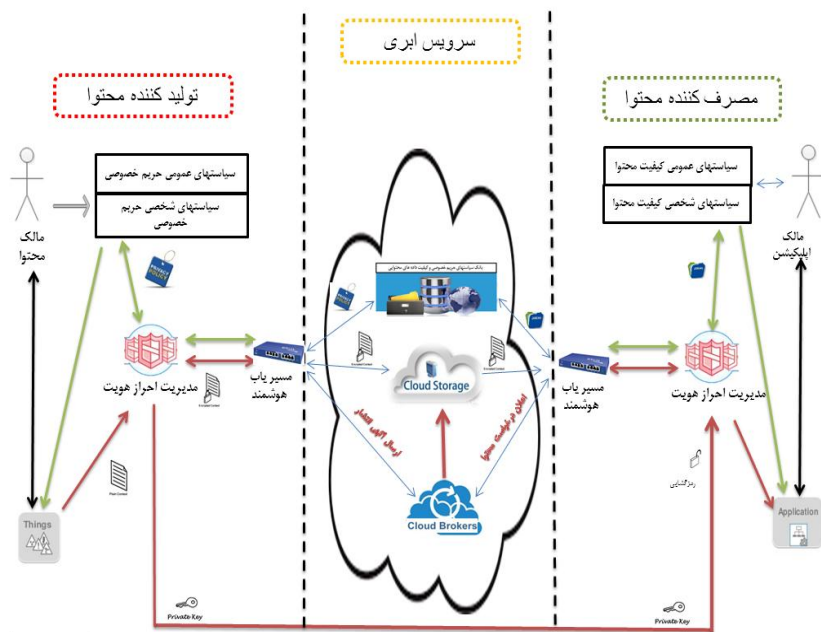 سرویس ابری
تولید کننده محتوا
مصرف کننده محتوا
سیاستهای عمومی حریم خصوصی
سیاستهای شخصی حریم
خصوصی
سیاستهای عمومی کیفیت محتوا
سیاستهای شخصی کیفیت محتوا
مالک
محتوا
مالک
اپلیکیشن
PRIVACY
POLICY
بانک سیاستهای حریم خصوصی و کیفیت داده های محتوایی
مدیریت احراز هویت
مسیر یاب
هوشمند
Cloud Storage
مسیر یاب
هوشمند
مدیریت احراز هویت
ارسال آگهی انتشار
اعلان درخواست محتوا
Cloud Brokers
رمزگشایی
Things
Application
Private Key
Private Key